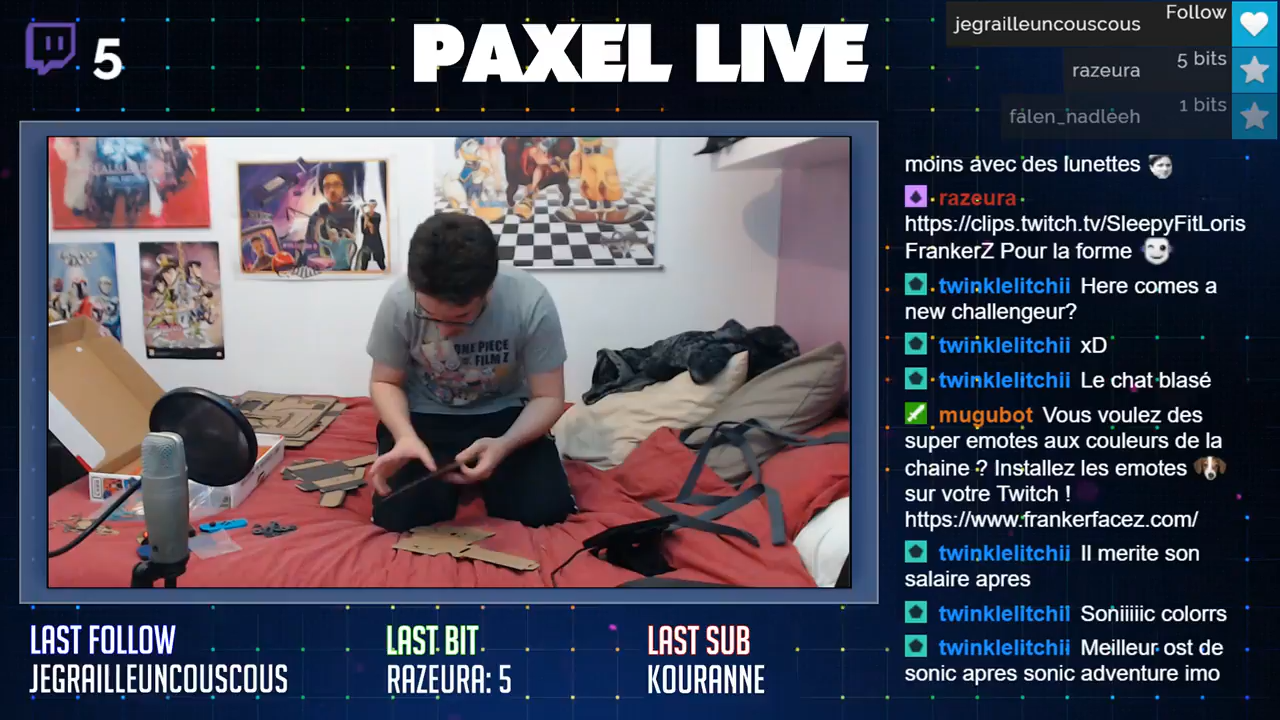 5
PAXEL LIVE
jegrailleuncouscous Follow
razeura 5 bits
falen_nadleeh 1 bits
moins avec des lunettes
razeura
https://clips.twitch.tv/SleepyFitLoris
FrankerZ Pour la forme
twinklelitchii Here comes a
new challengeur?
twinklelitchii xD
twinklelitchii Le chat blasé
mugubot Vous voulez des
super emotes aux couleurs de la
chaine ? Installez les emotes
sur votre Twitch !
https://www.frankerfacez.com/
twinklelitchii Il merite son
salaire apres
twinklelitchii Soniiiiic colorrs
twinklelitchii Meilleur ost de
sonic apres sonic adventure imo
ONE PIECE
FILM Z
LAST FOLLOW
JEGRAILLEUNCOUSCOUS
LAST BIT
RAZEURA: 5
LAST SUB
KOURANNE